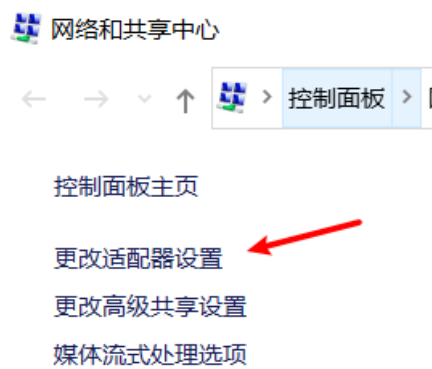 网络和共享中心
控制面板
控制面板主页
更改适配器设置
更改高级共享设置
媒体流式处理选项